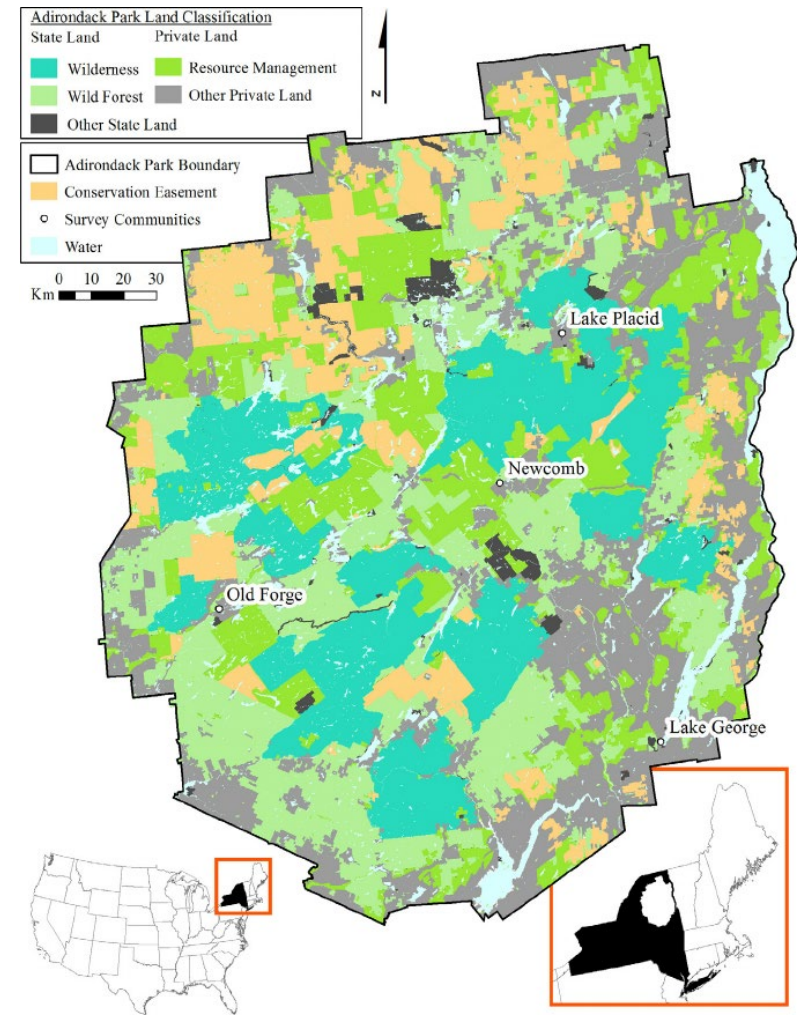 Adirondack Park Land Classification
State Land Private Land
Wilderness Resource Management
Wild Forest Other Private Land
Other State Land
Adirondack Park Boundary
Conservation Easement
Survey Communities
Water
0 10 20 30
Km
N
Lake Placid
Newcomb
Old Forge
Lake George